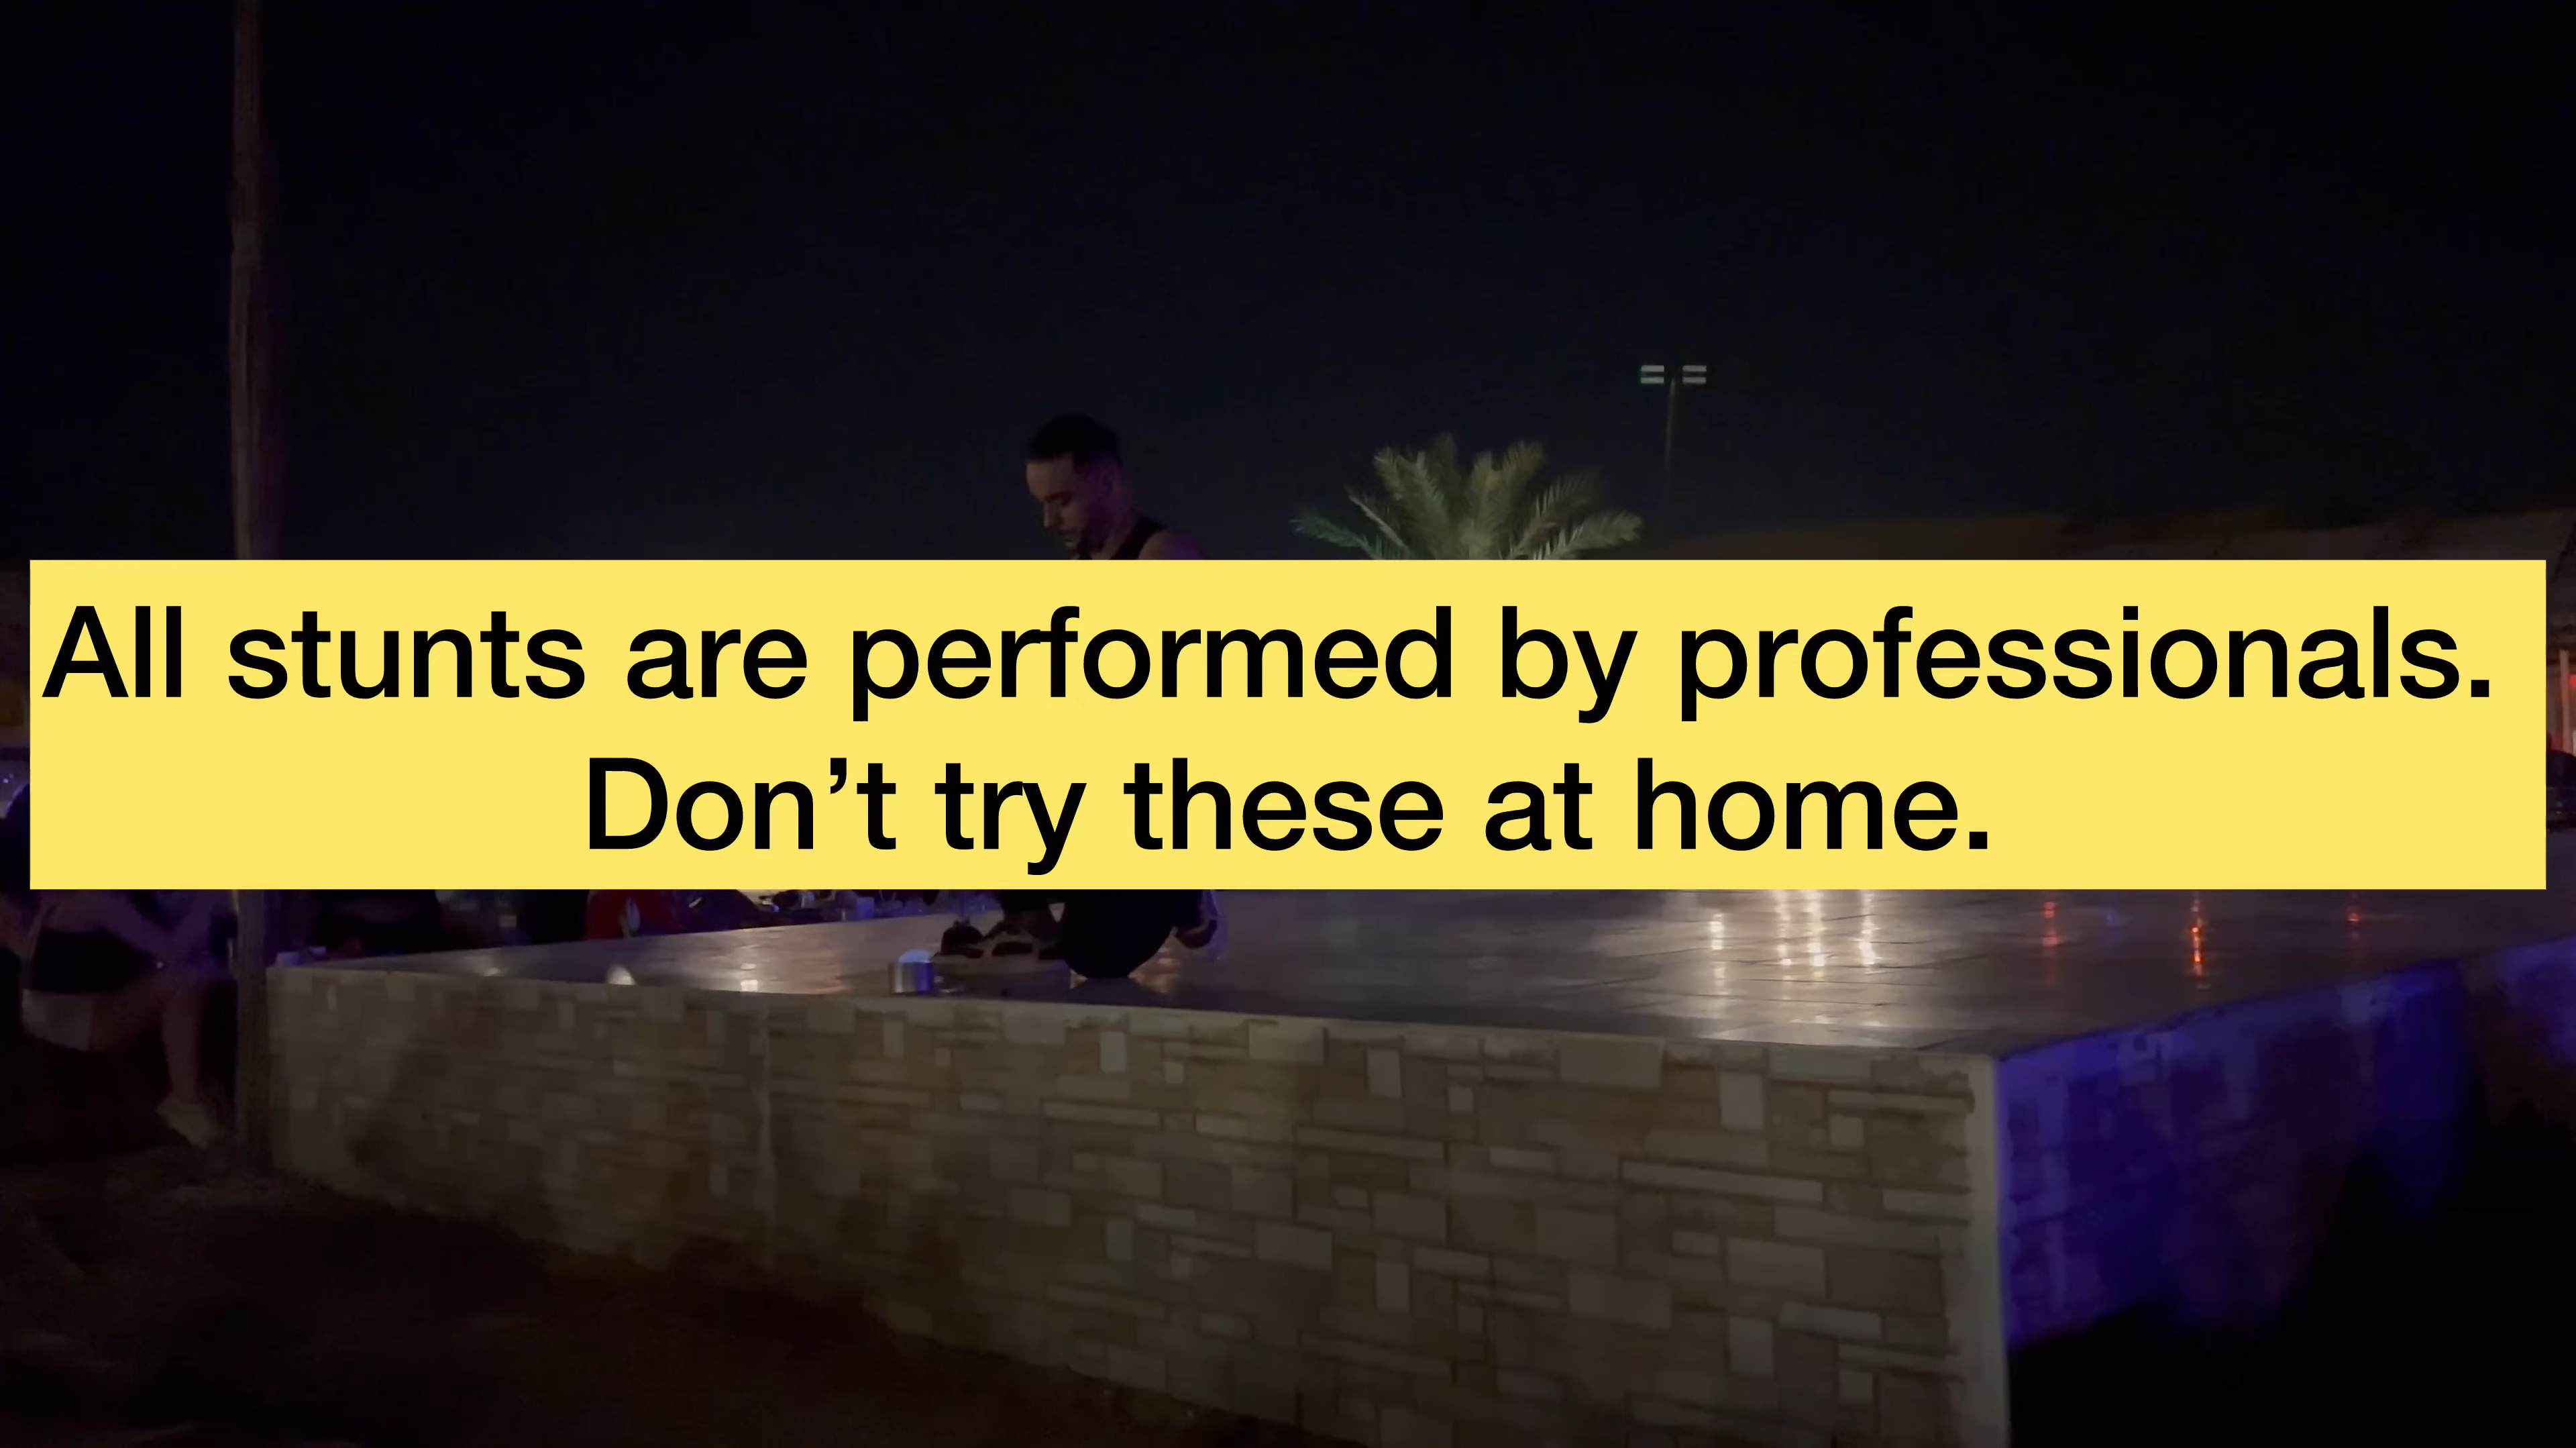 All stunts are performed by professionals.
Don’t try these at home.